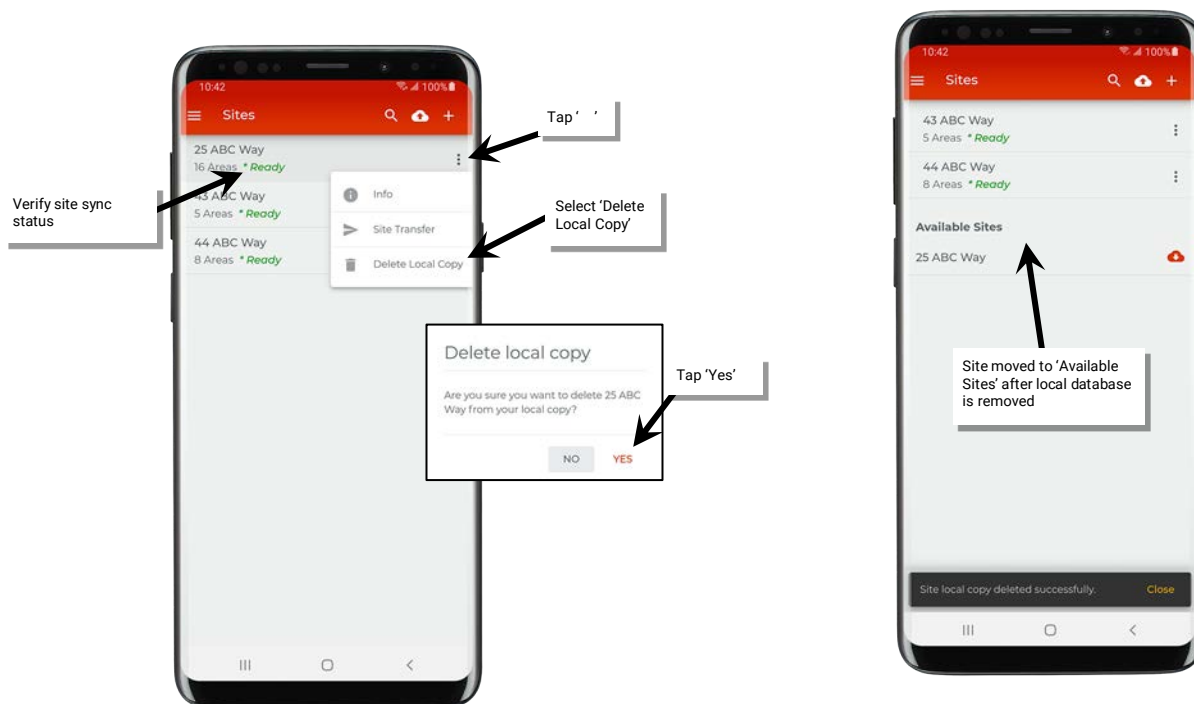 10:42
100%
Sites
25 ABC Way
16 Areas * Ready
43 ABC Way
5 Areas * Ready
44 ABC Way
8 Areas * Ready
Info
Site Transfer
Delete Local Copy
Verify site sync
status
Tap ‘ ’
Select ‘Delete
Local Copy’
Delete local copy
Are you sure you want to delete 25 ABC
Way from your local copy?
NO
YES
Tap ‘Yes’
10:42
100%
Sites
43 ABC Way
5 Areas * Ready
44 ABC Way
8 Areas * Ready
Available Sites
25 ABC Way
Site moved to ‘Available
Sites’ after local database
is removed
Site local copy deleted successfully.
Close